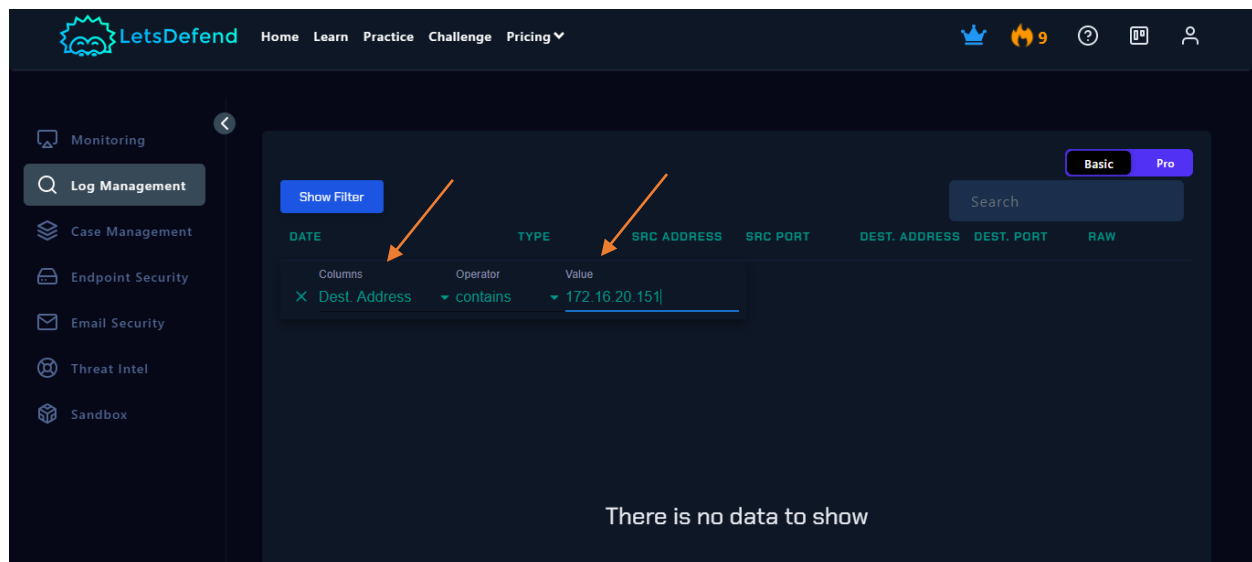 LetsDefend Home Learn Practice Challenge Pricing 9
Monitoring
Log Management
Case Management
Endpoint Security
Email Security
Threat Intel
Sandbox
Basic Pro
Show Filter Search
DATE TYPE SRC ADDRESS SRC PORT DEST. ADDRESS DEST. PORT RAW
Columns Operator Value
Dest. Address contains 172.16.20.151
There is no data to show